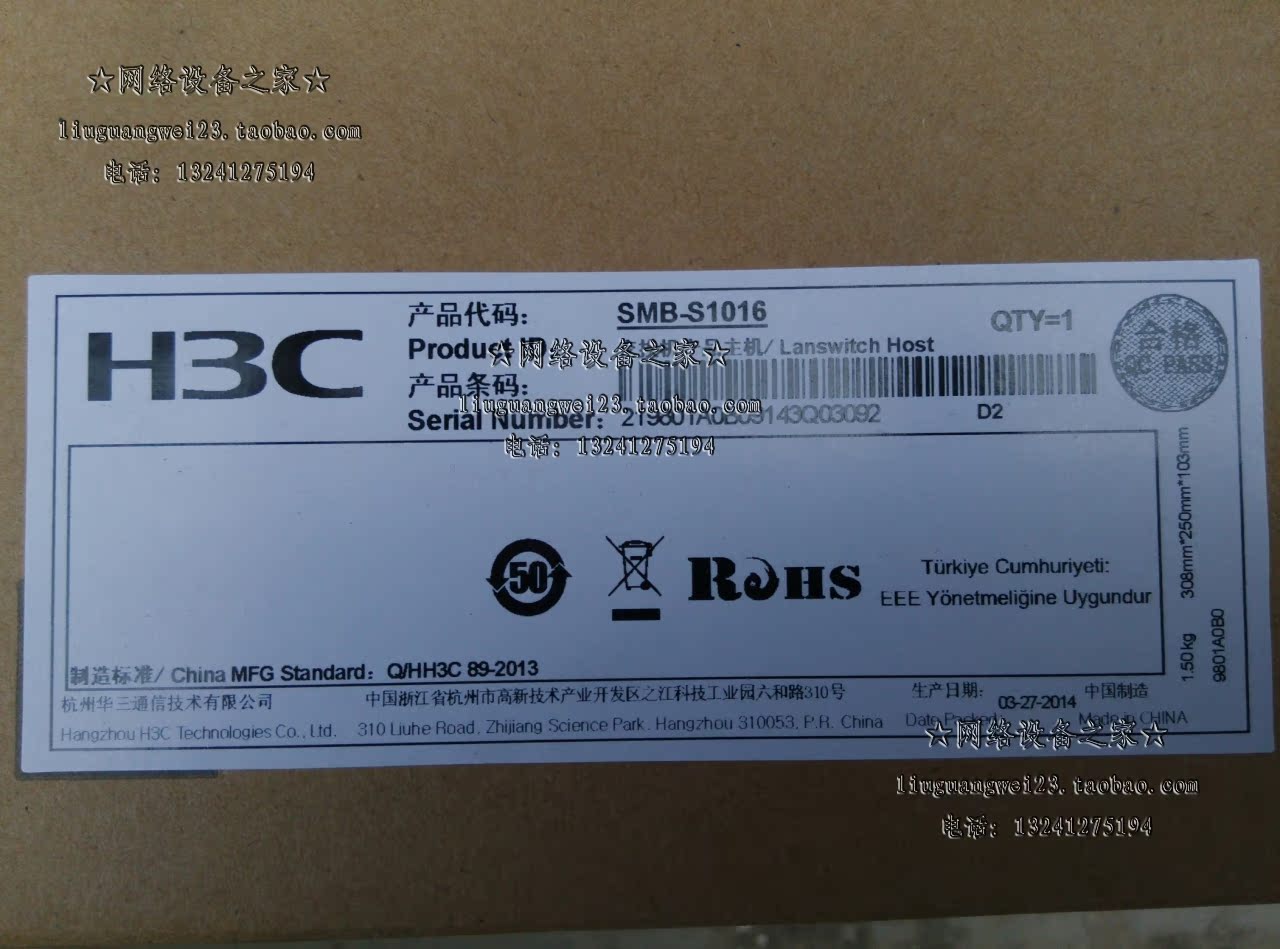 ☆网络设备之家☆
liuguangwei23.taobao.com
电话: 13241275194
H3C
产品代码: SMB-S1016 QTY=1
Product ID
主机/ Lanswitch Host
☆网络设备之家☆
产品条码:
liuguangwei23.taobao.com
Serial Number: 219801A0B09143Q03092 D2
电话: 13241275194
合格
QC PASS
308mm*250mm*103mm
1.50kg
9801A0B0
50
RoHS
Türkiye Cumhuriyeti:
EEE Yönetmeliğine Uygundur
制造标准/ China MFG Standard: Q/HH3C 89-2013
杭州华三通信技术有限公司 中国浙江省杭州市高新技术产业开发区之江科技工业园六和路310号 生产日期: 03-27-2014 中国制造
Hangzhou H3C Technologies Co., Ltd. 310 Liuhe Road, Zhijiang Science Park. Hangzhou 310053, P.R. China Date Packed Made in CHINA
☆网络设备之家☆
liuguangwei23.taobao.com
电话: 13241275194